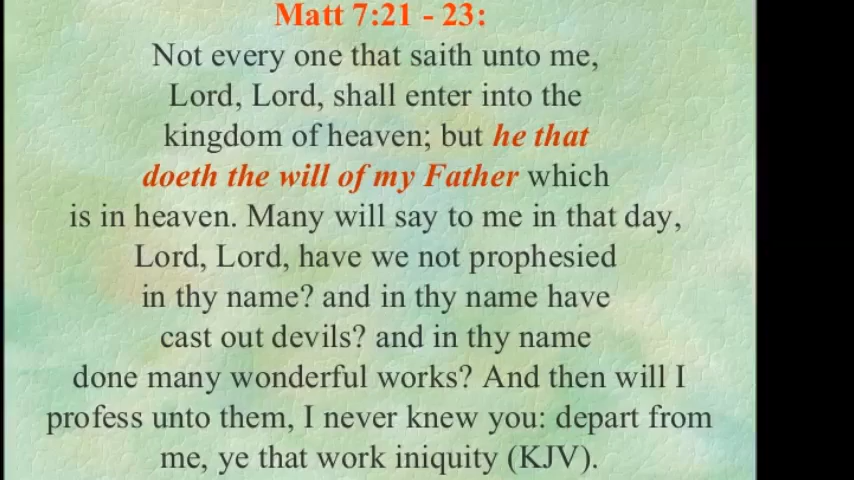 Matt 7:21 - 23:
Not every one that saith unto me,
Lord, Lord, shall enter into the
kingdom of heaven; but he that
doeth the will of my Father which
is in heaven. Many will say to me in that day,
Lord, Lord, have we not prophesied
in thy name? and in thy name have
cast out devils? and in thy name
done many wonderful works? And then will I
profess unto them, I never knew you: depart from
me, ye that work iniquity (KJV).